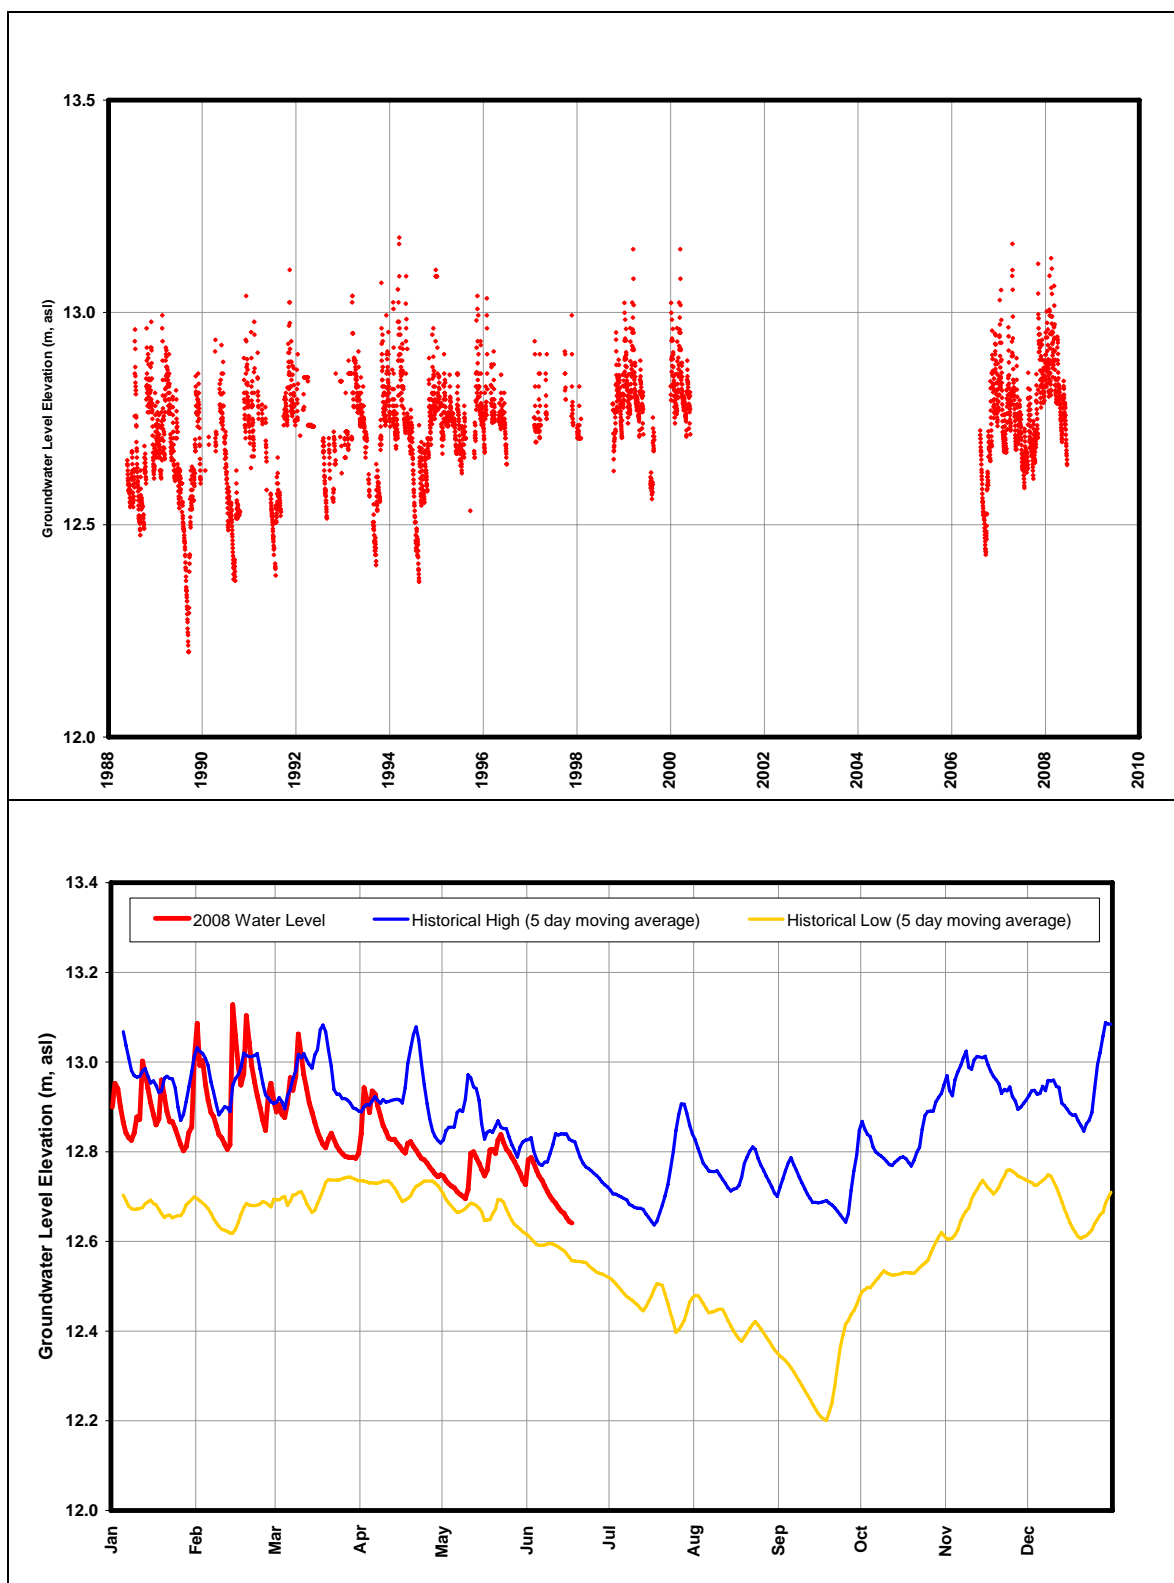 13.5
13.0
12.5
12.0
Groundwater Level Elevation (m, asl)
1988 1990 1992 1994 1996 1998 2000 2002 2004 2006 2008 2010
13.4
2008 Water Level Historical High (5 day moving average) Historical Low (5 day moving average)
13.2
13.0
12.8
12.6
12.4
12.2
12.0
Groundwater Level Elevation (m, asl)
Jan Feb Mar Apr May Jun Jul Aug Sep Oct Nov Dec